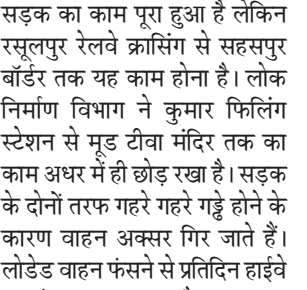 सड़क का काम पूरा हुआ है लेकिन
रसूलपुर रेलवे क्रासिंग से सहसपुर
बॉर्डर तक यह काम होना है। लोक
निर्माण विभाग ने कुमार फिलिंग
स्टेशन से मूड टीवा मंदिर तक का
काम अधर में ही छोड़ रखा है। सड़क
के दोनों तरफ गहरे गहरे गड्ढे होने के
कारण वाहन अक्सर गिर जाते हैं।
लोडेड वाहन फंसने से प्रतिदिन हाईवे